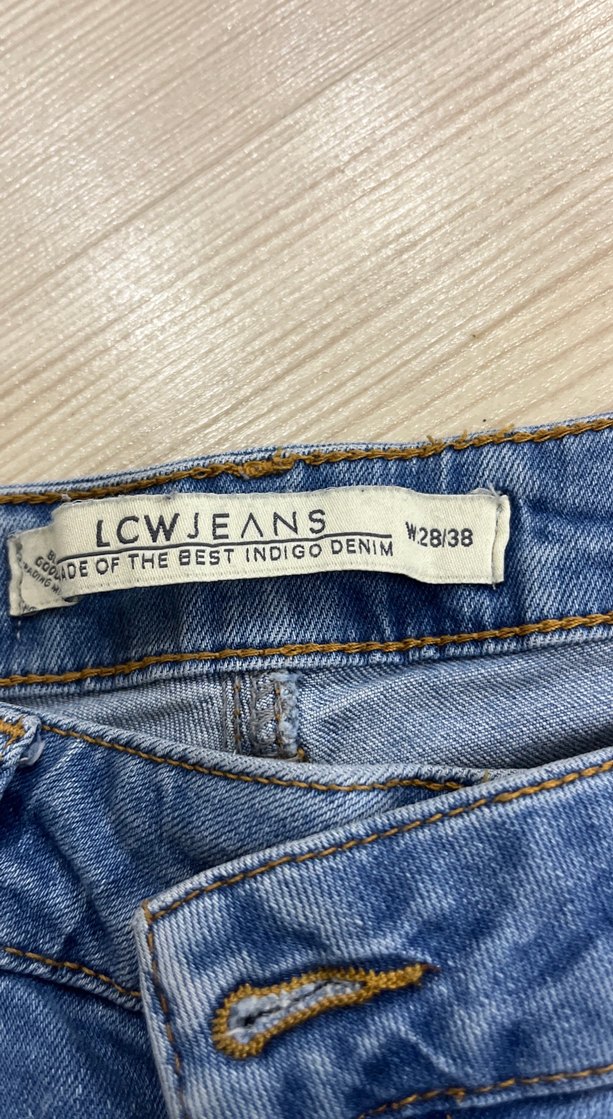 LCWJEANS
ADE OF THE BEST INDIGO DENIM
W28/38